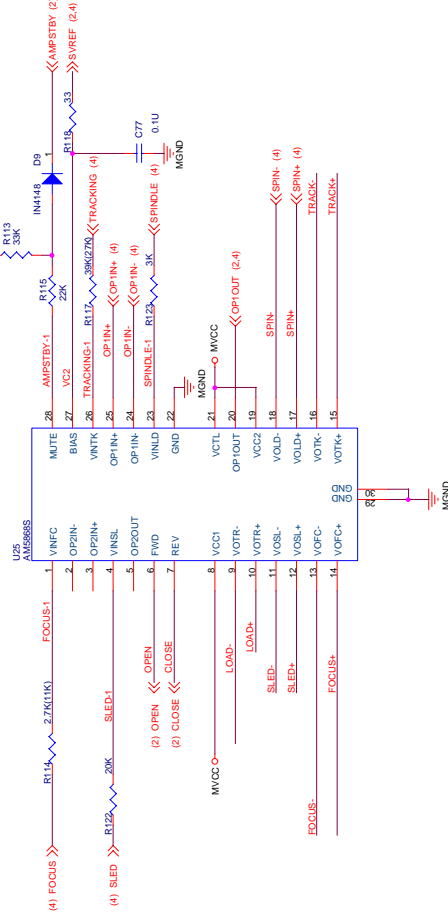 AMPSTBY (2)
SVREF (2,4)
33
R118
D9
1
IN4148
C77
0.1U
MGND
R113
33K
R115
22K
TRACKING (4)
39K(27K)
R117
OP1IN+ (4)
OP1IN- (4)
SPINDLE (4)
3K
R123
AMPSTBY-1
VC2
TRACKING-1
OP1IN+
OP1IN-
SPINDLE-1
MGND
MVCC
OP1OUT (2,4)
SPIN- (4)
SPIN+ (4)
SPIN-
SPIN+
TRACK-
TRACK+
28
27
26
25
24
23
22
21
20
19
18
17
16
15
MUTE
BIAS
VINTK
OP1IN+
OP1IN-
VINLD
GND
VCTL
OP1OUT
VCC2
VOLD-
VOLD+
VOTK-
VOTK+
GND
GND
30
29
MGND
U25
AM5868S
VINFC
OP2IN-
OP2IN+
VINSL
OP2OUT
FWD
REV
VCC1
VOTR-
VOTR+
VOSL-
VOSL+
VOFC-
VOFC+
1
2
3
4
5
6
7
8
9
10
11
12
13
14
FOCUS-1
2.7K(11K)
R114
(4) FOCUS
SLED-1
20K
R122
(4) SLED
OPEN
CLOSE
(2) OPEN
(2) CLOSE
MVCC
LOAD-
LOAD+
SLED-
SLED+
FOCUS-
FOCUS+